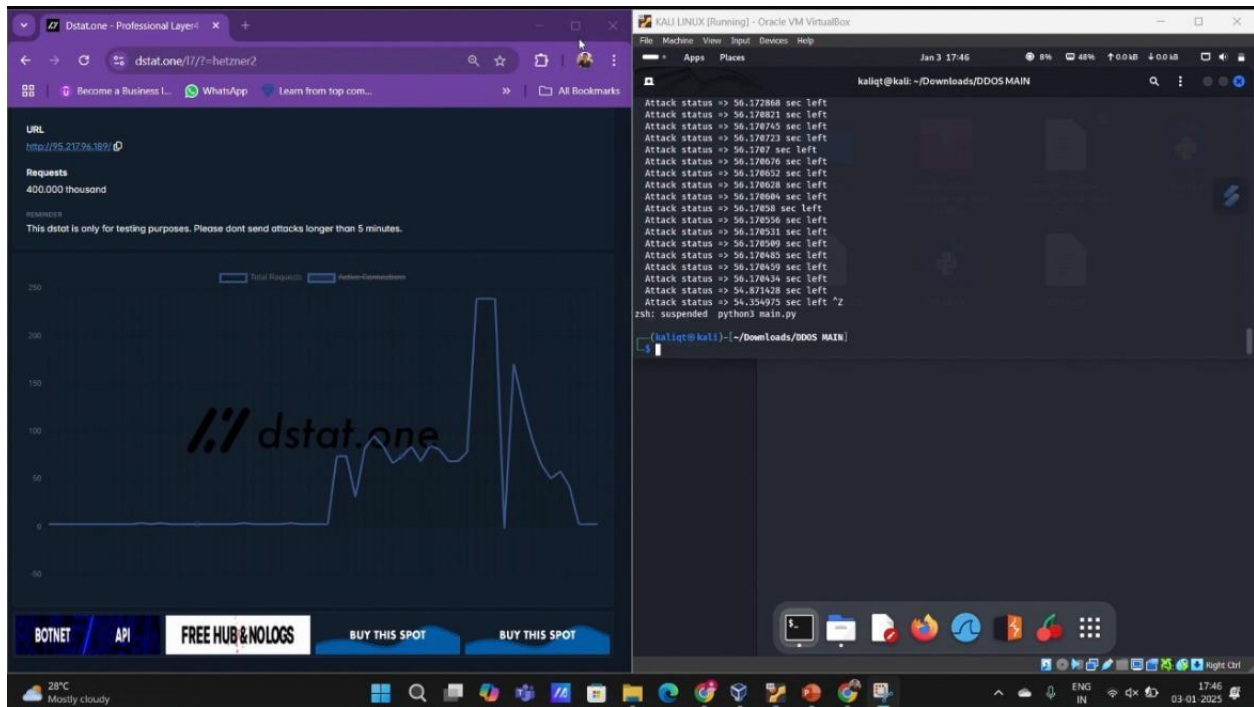 Dstat.one - Professional Layer4
dstat.one/l7/?=hetzner2
Become a Business I...
WhatsApp
Learn from top com...
»
All Bookmarks
URL
http://95.217.96.189/
Requests
400.000 thousand
REMINDER
This dstat is only for testing purposes. Please dont send attacks longer than 5 minutes.
Total Requests
Active Connections
250
200
150
100
50
0
-50
dstat.one
BOTNET / API
FREE HUB & NO LOGS
BUY THIS SPOT
BUY THIS SPOT
KALI LINUX [Running] - Oracle VM VirtualBox
File Machine View Input Devices Help
Apps Places
Jan 3 17:46
8% 48% ↑0.0 kB ↓0.0 kB
kaliqt@kali: ~/Downloads/DDOS MAIN
Attack status => 56.172868 sec left
Attack status => 56.170821 sec left
Attack status => 56.170745 sec left
Attack status => 56.170723 sec left
Attack status => 56.1707 sec left
Attack status => 56.170676 sec left
Attack status => 56.170652 sec left
Attack status => 56.170628 sec left
Attack status => 56.170604 sec left
Attack status => 56.17058 sec left
Attack status => 56.170556 sec left
Attack status => 56.170531 sec left
Attack status => 56.170509 sec left
Attack status => 56.170485 sec left
Attack status => 56.170459 sec left
Attack status => 56.170434 sec left
Attack status => 54.871428 sec left
Attack status => 54.354975 sec left ^Z
zsh: suspended  python3 main.py
(kaliqt㉿kali)-[~/Downloads/DDOS MAIN]
$
Right Ctrl
28°C
Mostly cloudy
ENG
IN
17:46
03-01-2025